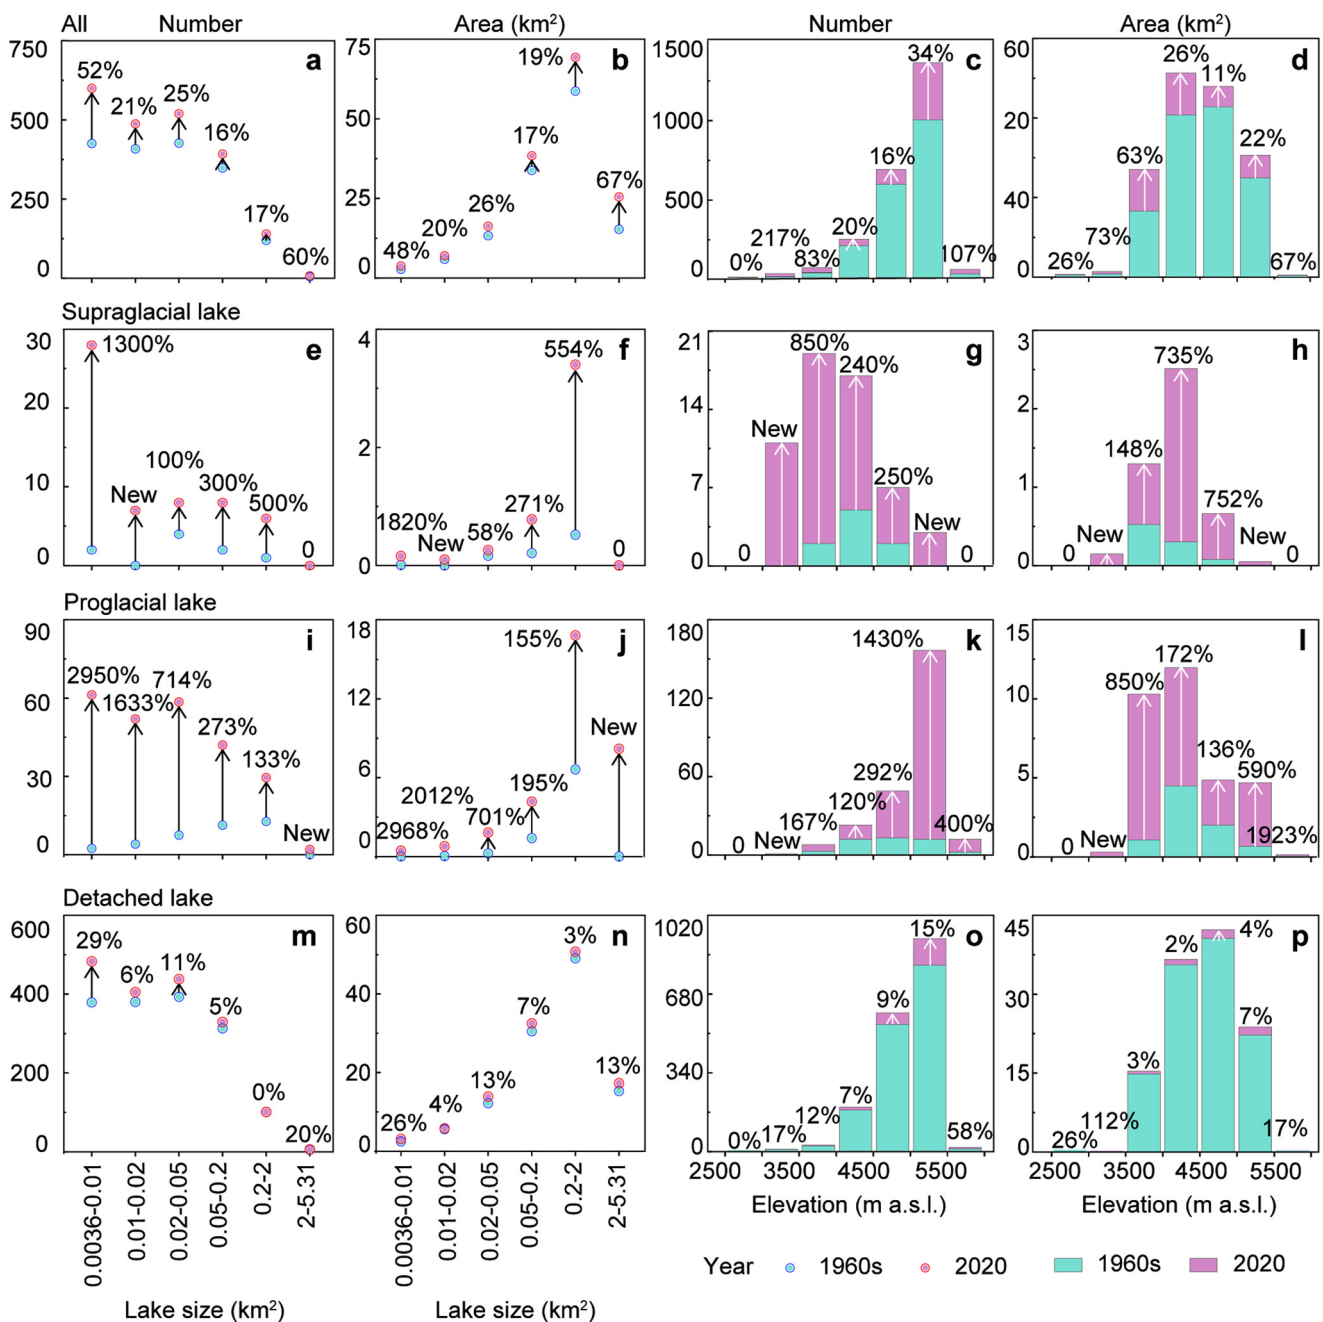 All Number Area (km²) Number Area (km²)
750 500 250 0
a
52% 21% 25% 16% 17% 60%
75 50 25 0
b
48% 20% 26% 17% 19% 67%
1500 1000 500 0
c
0% 217% 83% 20% 16% 34% 107%
60 20 40 0
d
26% 73% 63% 26% 11% 22% 67%
Supraglacial lake
30 20 10 0
e
1300% New 100% 300% 500% 0
4 2 0
f
1820% New 58% 271% 554% 0
21 14 7 0
g
0 New 850% 240% 250% New 0
3 2 1 0
h
0 New 148% 735% 752% New 0
Proglacial lake
90 60 30 0
i
2950% 1633% 714% 273% 133% New
18 12 6 0
j
2968% 2012% 701% 195% 155% New
180 120 60 0
k
0 New 167% 120% 292% 1430% 400%
15 10 5 0
l
0 New 850% 172% 136% 590% 1923%
Detached lake
600 400 200 0
m
29% 6% 11% 5% 0% 20%
60 40 20 0
n
26% 4% 13% 7% 3% 13%
1020 680 340 0
o
0% 17% 12% 7% 9% 15% 58%
45 30 15 0
p
26% 112% 3% 2% 4% 7% 17%
0.0036-0.01 0.01-0.02 0.02-0.05 0.05-0.2 0.2-2 2-5.31
0.0036-0.01 0.01-0.02 0.02-0.05 0.05-0.2 0.2-2 2-5.31
2500 3500 4500 5500
2500 3500 4500 5500
Elevation (m a.s.l.) Elevation (m a.s.l.)
Year 1960s 2020 1960s 2020
Lake size (km²) Lake size (km²)